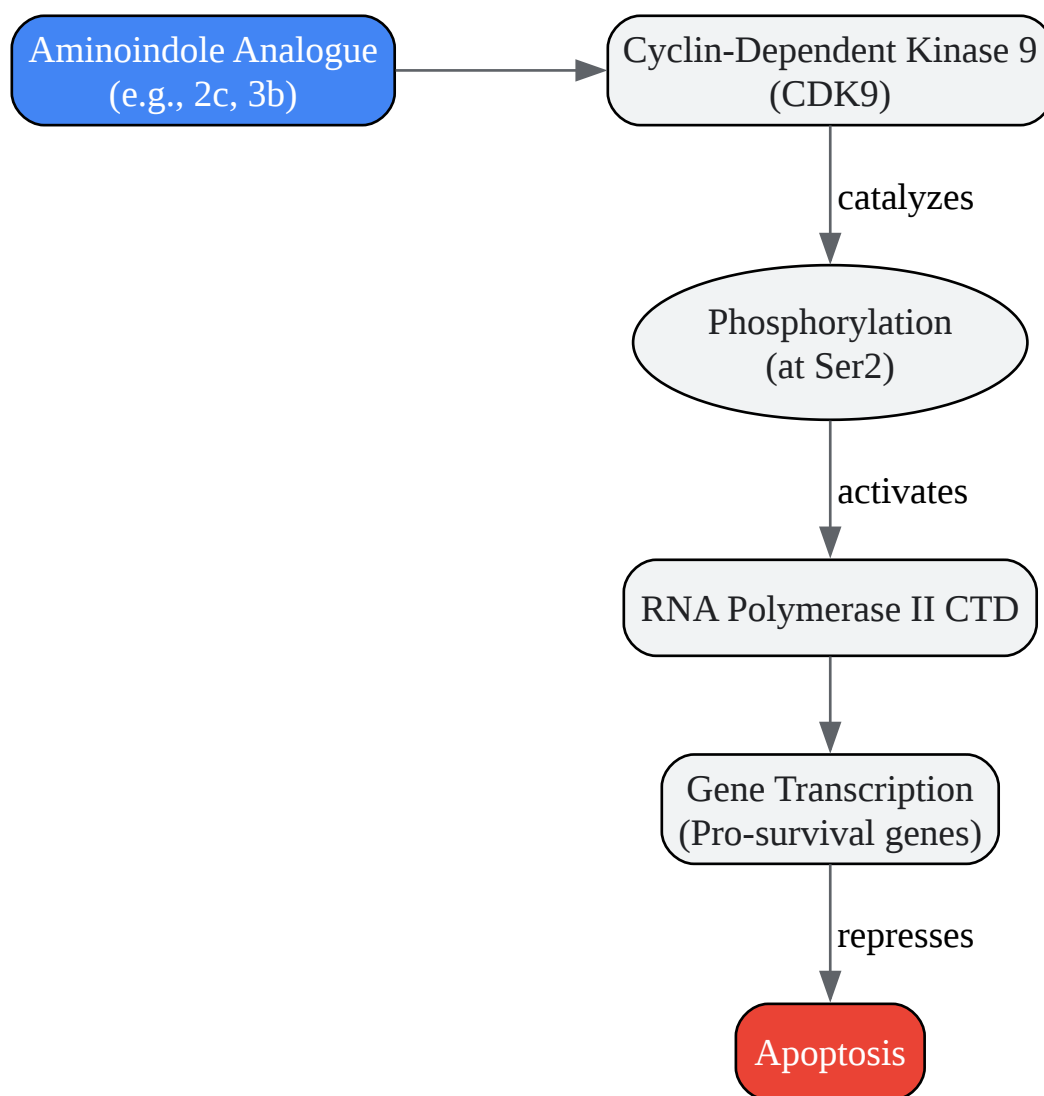 Aminoindole Analogue
(e.g., 2c, 3b)
Cyclin-Dependent Kinase 9
(CDK9)
catalyzes
Phosphorylation
(at Ser2)
activates
RNA Polymerase II CTD
Gene Transcription
(Pro-survival genes)
represses
Apoptosis